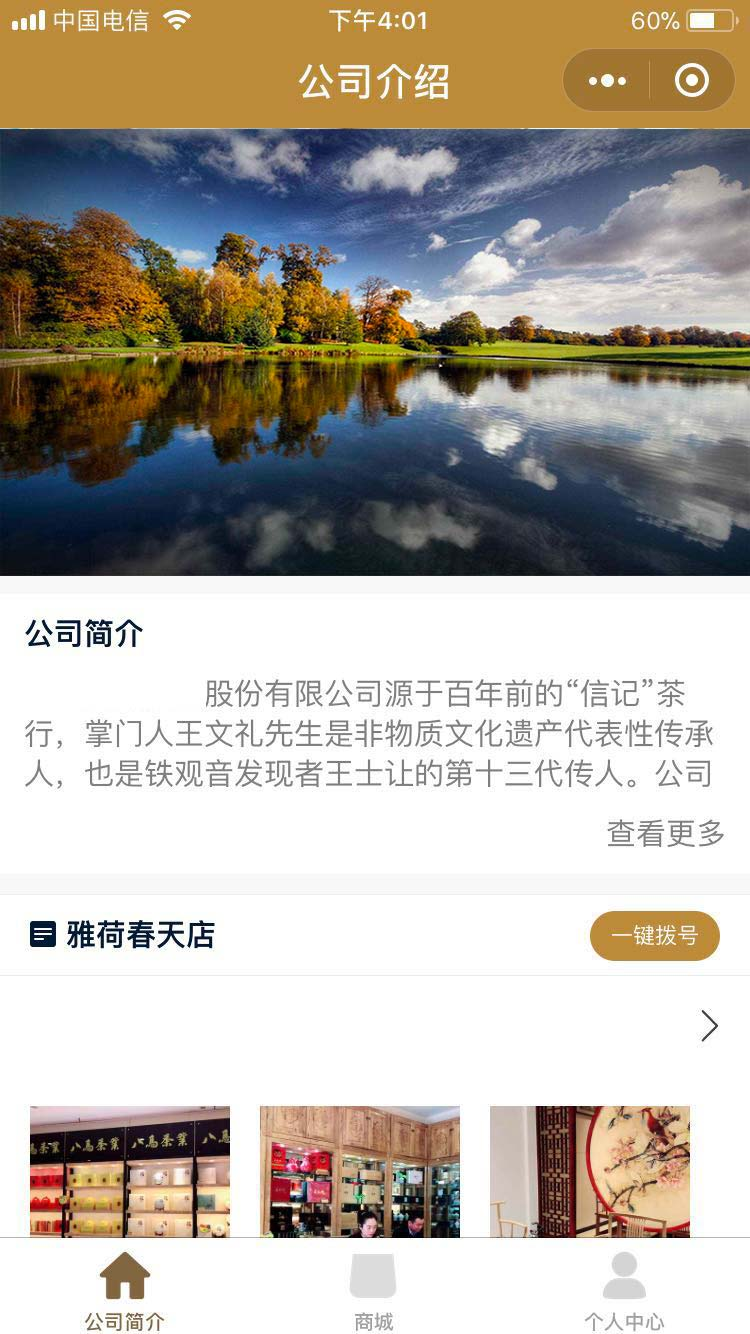 中国电信
下午4:01
60%
公司介绍
公司简介
股份有限公司源于百年前的“信记”茶
行，掌门人王文礼先生是非物质文化遗产代表性传承
人，也是铁观音发现者王士让的第十三代传人。公司
查看更多
雅荷春天店
一键拨号
八马茶业
公司简介
商城
个人中心